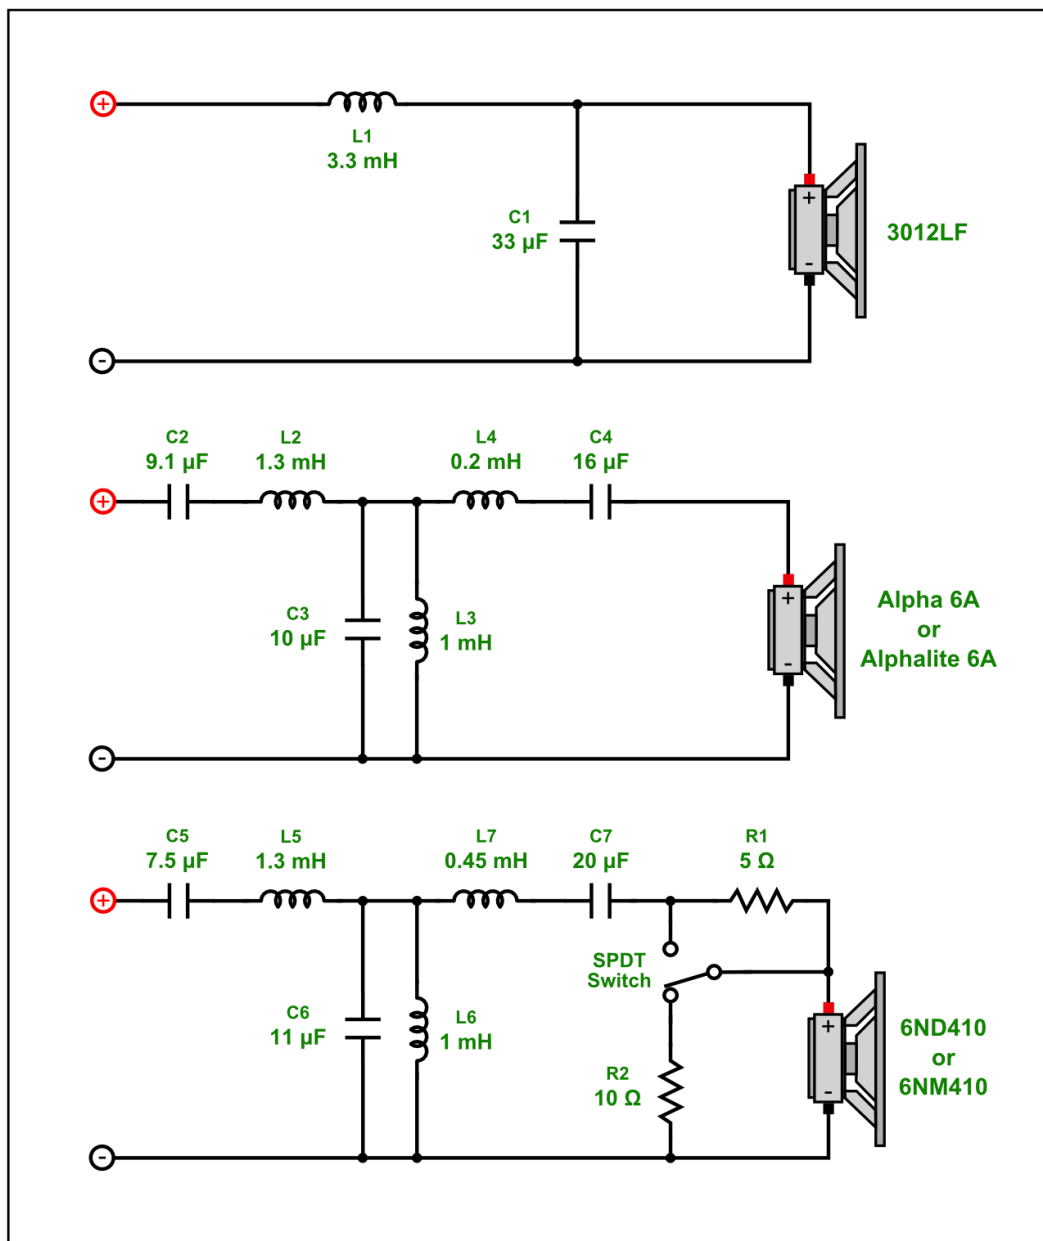 +
L1
3.3 mH
C1
33 µF
+
-
3012LF
-
C2
9.1 µF
L2
1.3 mH
L4
0.2 mH
C4
16 µF
+
C3
10 µF
L3
1 mH
+
-
Alpha 6A
or
Alphalite 6A
-
C5
7.5 µF
L5
1.3 mH
L7
0.45 mH
C7
20 µF
R1
5 Ω
+
SPDT
Switch
C6
11 µF
L6
1 mH
R2
10 Ω
+
-
6ND410
or
6NM410
-